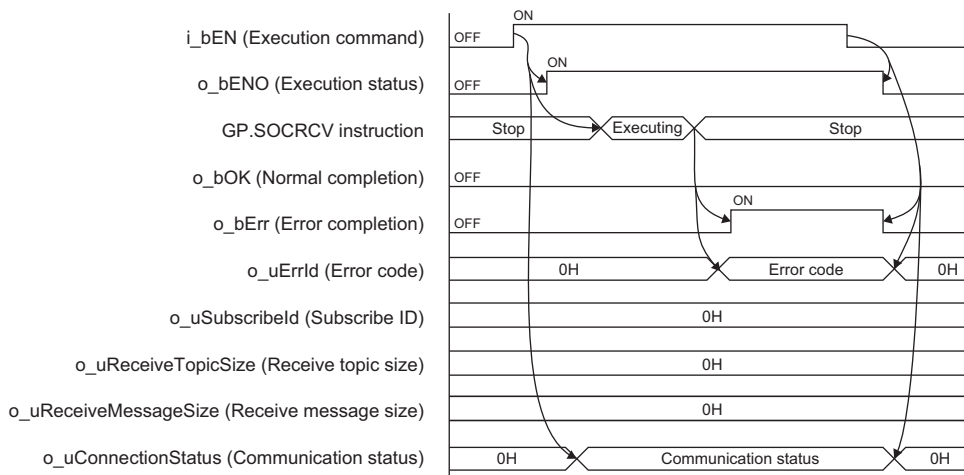 ON
i_bEN (Execution command) OFF
ON
o_bENO (Execution status) OFF
GP.SOCRCV instruction Stop Executing Stop
o_bOK (Normal completion) OFF
ON
o_bErr (Error completion) OFF
o_uErrId (Error code) 0H Error code 0H
o_uSubscribeId (Subscribe ID) 0H
o_uReceiveTopicSize (Receive topic size) 0H
o_uReceiveMessageSize (Receive message size) 0H
o_uConnectionStatus (Communication status) 0H Communication status 0H